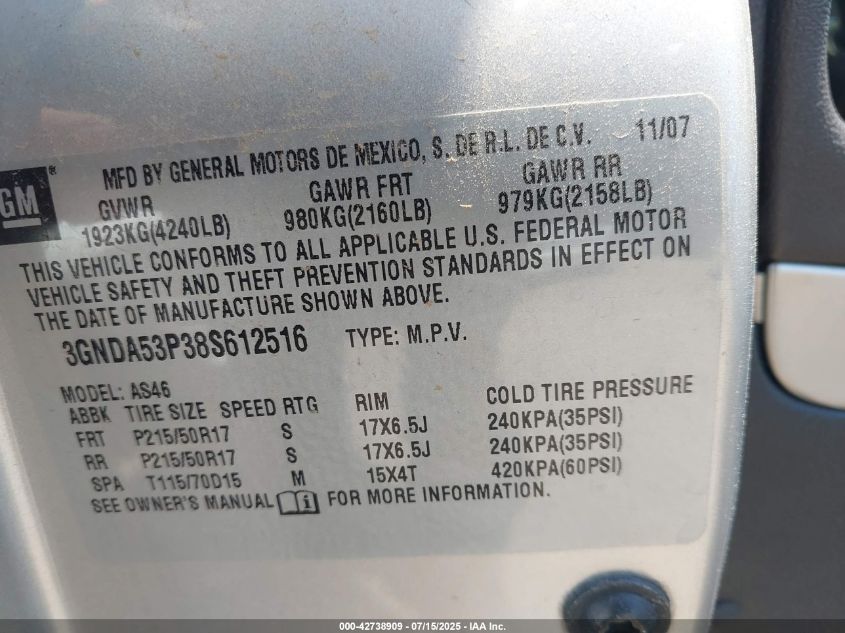 GM ®
MFD BY GENERAL MOTORS DE MEXICO, S. DE R.L. DE C.V. 11/07
GVWR GAWR FRT GAWR RR
1923KG(4240LB) 980KG(2160LB) 979KG(2158LB)
THIS VEHICLE CONFORMS TO ALL APPLICABLE U.S. FEDERAL MOTOR
VEHICLE SAFETY AND THEFT PREVENTION STANDARDS IN EFFECT ON
THE DATE OF MANUFACTURE SHOWN ABOVE.
3GNDA53P38S612516 TYPE: M.P.V.
MODEL: AS46
ABBK TIRE SIZE SPEED RTG RIM COLD TIRE PRESSURE
FRT P215/50R17 S 17X6.5J 240KPA(35PSI)
RR P215/50R17 S 17X6.5J 240KPA(35PSI)
SPA T115/70D15 M 15X4T 420KPA(60PSI)
SEE OWNER'S MANUAL i FOR MORE INFORMATION.
000-42738909 - 07/15/2025 - IAA Inc.